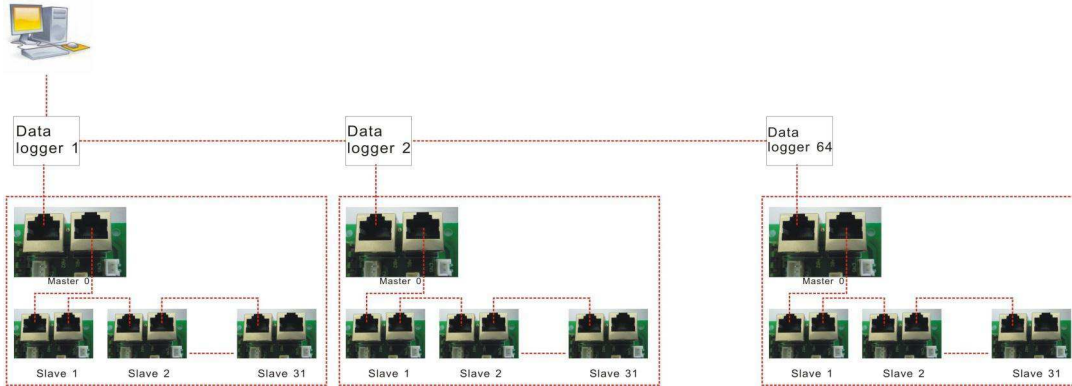 Data
logger 1
Data
logger 2
Data
logger 64
Master 0
Master 0
Master 0
Slave 1
Slave 2
Slave 31
Slave 1
Slave 2
Slave 31
Slave 1
Slave 2
Slave 31